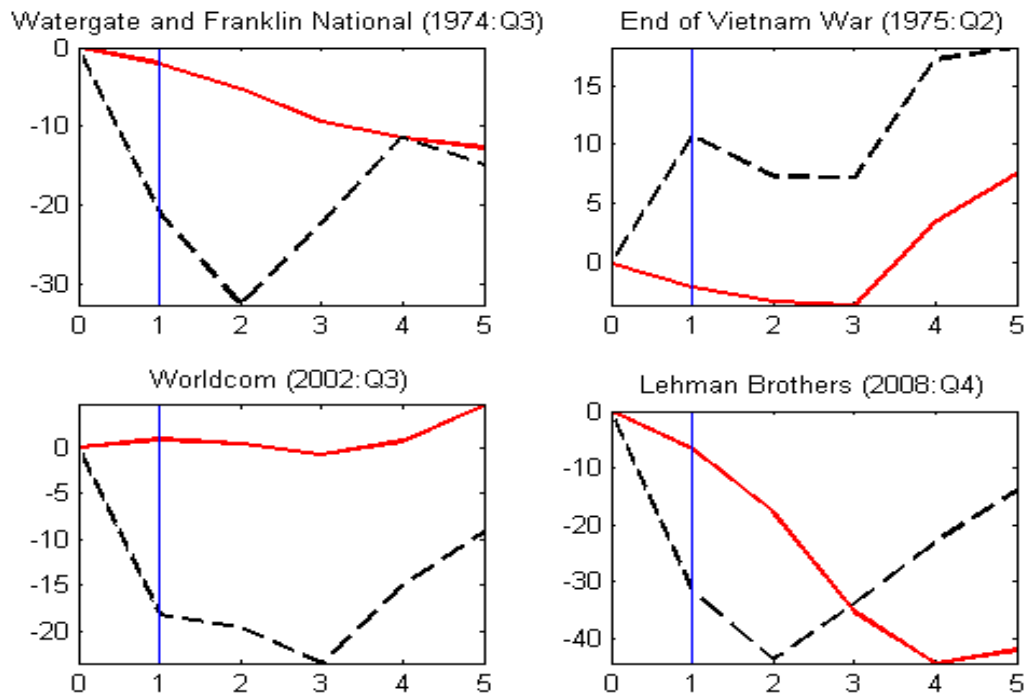 Watergate and Franklin National (1974:Q3)
0
-10
-20
-30
0 1 2 3 4 5
End of Vietnam War (1975:Q2)
15
10
5
0
0 1 2 3 4 5
Worldcom (2002:Q3)
0
-5
-10
-15
-20
0 1 2 3 4 5
Lehman Brothers (2008:Q4)
0
-10
-20
-30
-40
0 1 2 3 4 5